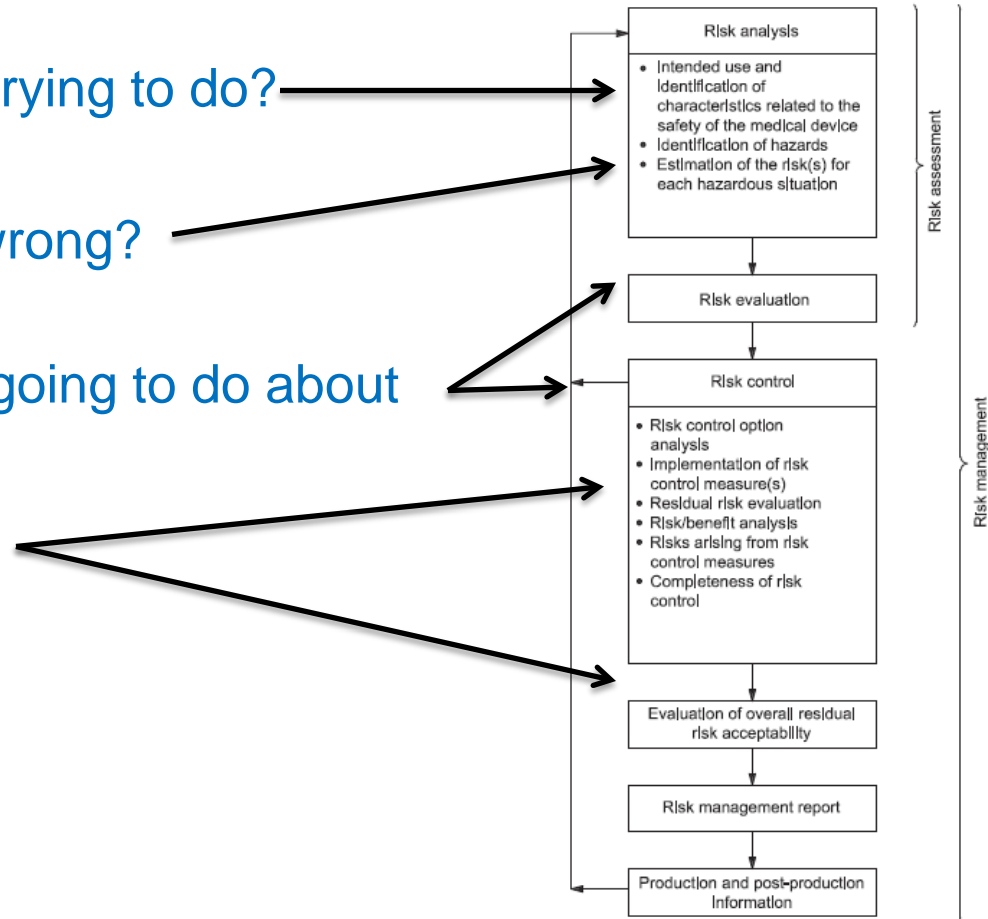 rying to do?
wrong?
going to do about
Risk analysis
• Intended use and
identification of
characteristics related to the
safety of the medical device
• Identification of hazards
• Estimation of the risk(s) for
each hazardous situation
Risk evaluation
Risk control
• Risk control option
analysis
• Implementation of risk
control measure(s)
• Residual risk evaluation
• Risk/benefit analysis
• Risks arising from risk
control measures
• Completeness of risk
control
Evaluation of overall residual
risk acceptability
Risk management report
Production and post-production
information
Risk assessment
Risk management